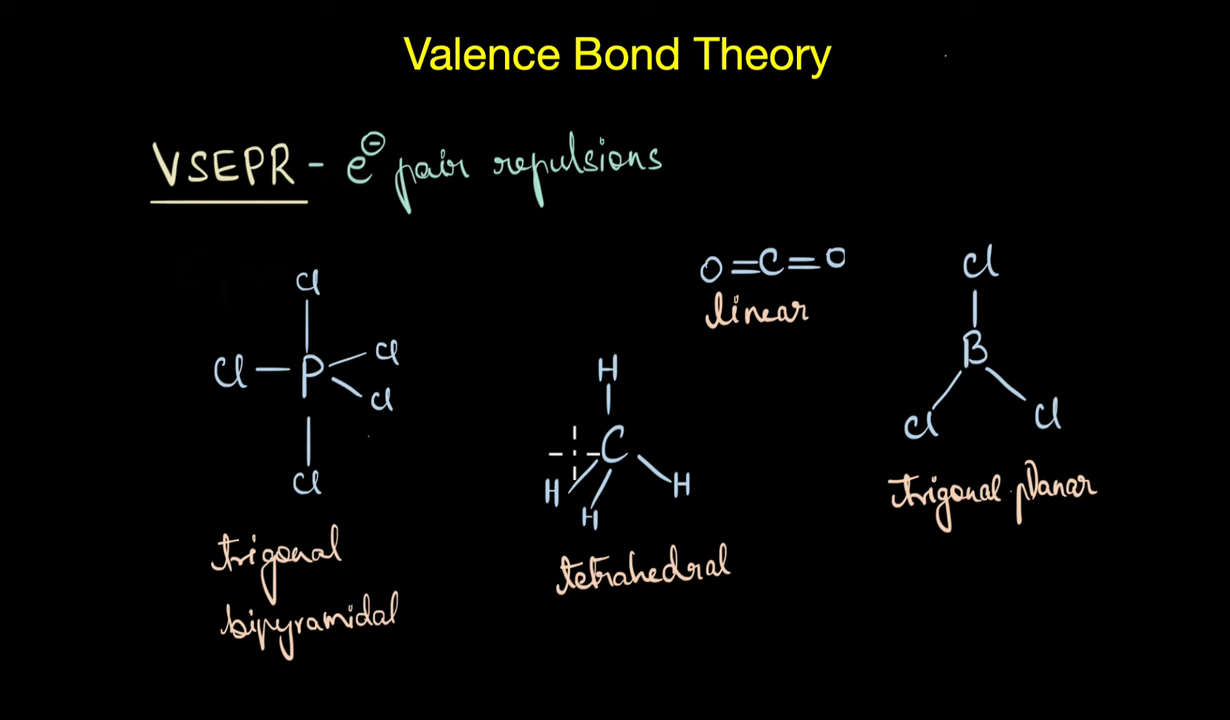 Valence Bond Theory
VSEPR - e⊖ pair repulsions
O=C=O
linear
Cl
Cl
P
Cl
Cl
Cl
trigonal
bipyramidal
H
C
H
H
H
tetrahedral
Cl
B
Cl
Cl
trigonal planar